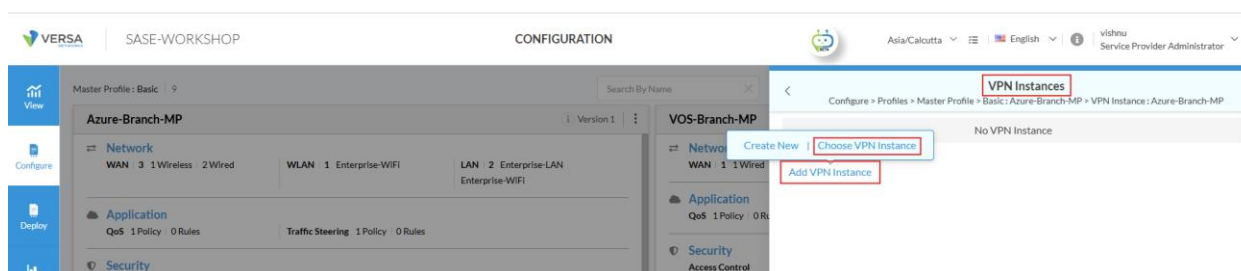 VERSA
NETWORKS
SASE-WORKSHOP
CONFIGURATION
Asia/Calcutta
English
vishnu
Service Provider Administrator
View
Configure
Deploy
Master Profile : Basic 9
Search By Name
Azure-Branch-MP
Version 1
Network
WAN 3 1 Wireless 2 Wired
WLAN 1 Enterprise-WiFi
LAN 2 Enterprise-LAN
Enterprise-WiFi
Application
QoS 1 Policy 0 Rules
Traffic Steering 1 Policy 0 Rules
Security
VOS-Branch-MP
Netwo
WAN 1 1 Wired
Application
QoS 1 Policy 0 Ru
Security
Access Control
VPN Instances
Configure > Profiles > Master Profile > Basic : Azure-Branch-MP > VPN Instance : Azure-Branch-MP
No VPN Instance
Create New | Choose VPN Instance
Add VPN Instance